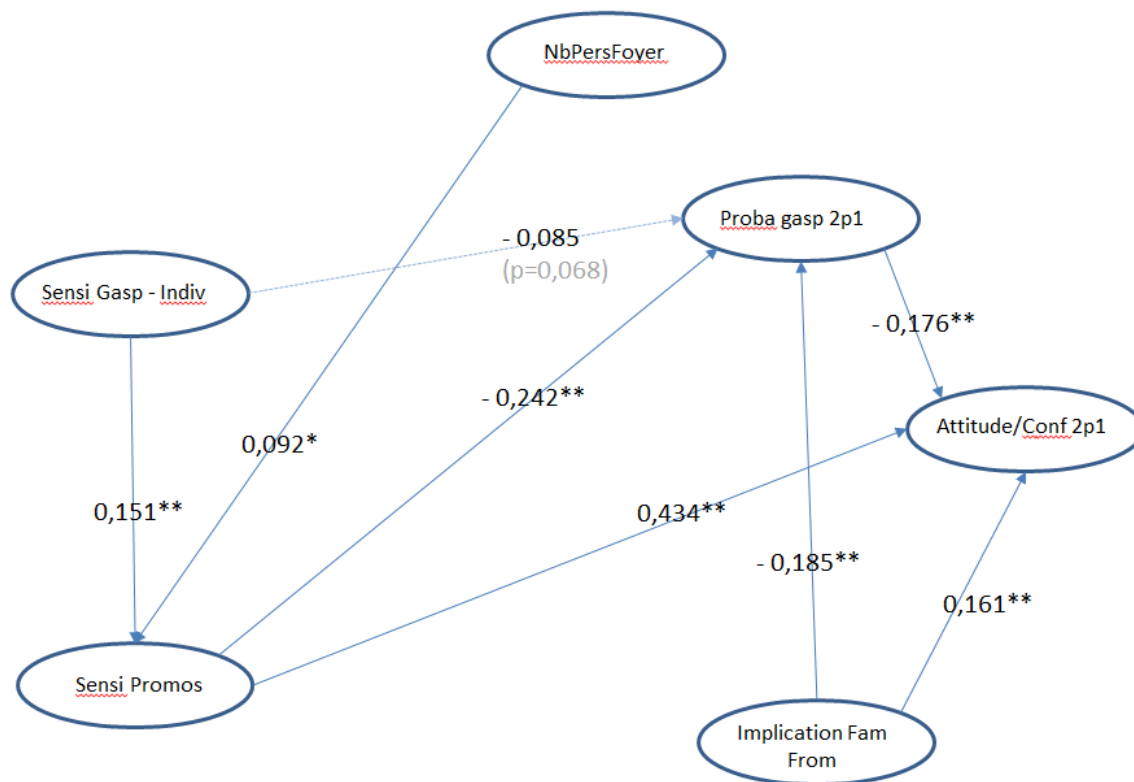 NbPersFoyer
Proba gasp 2p1
- 0,085
(p=0,068)
Sensi Gasp - Indiv
- 0,176**
- 0,242**
Attitude/Conf 2p1
0,092*
0,151**
0,434**
- 0,185**
0,161**
Sensi Promos
Implication Fam
From